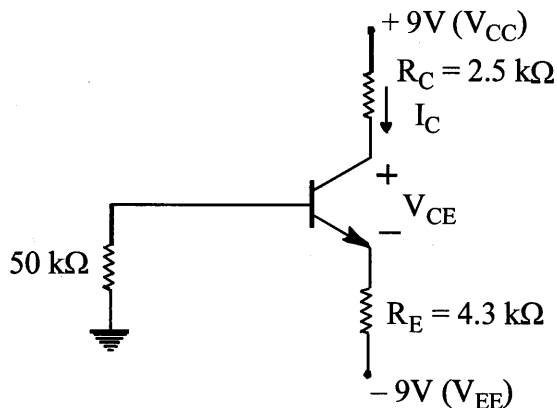 + 9V (V_CC)
R_C = 2.5 kΩ
I_C
+
V_CE
−
50 kΩ
R_E = 4.3 kΩ
− 9V (V_EE)